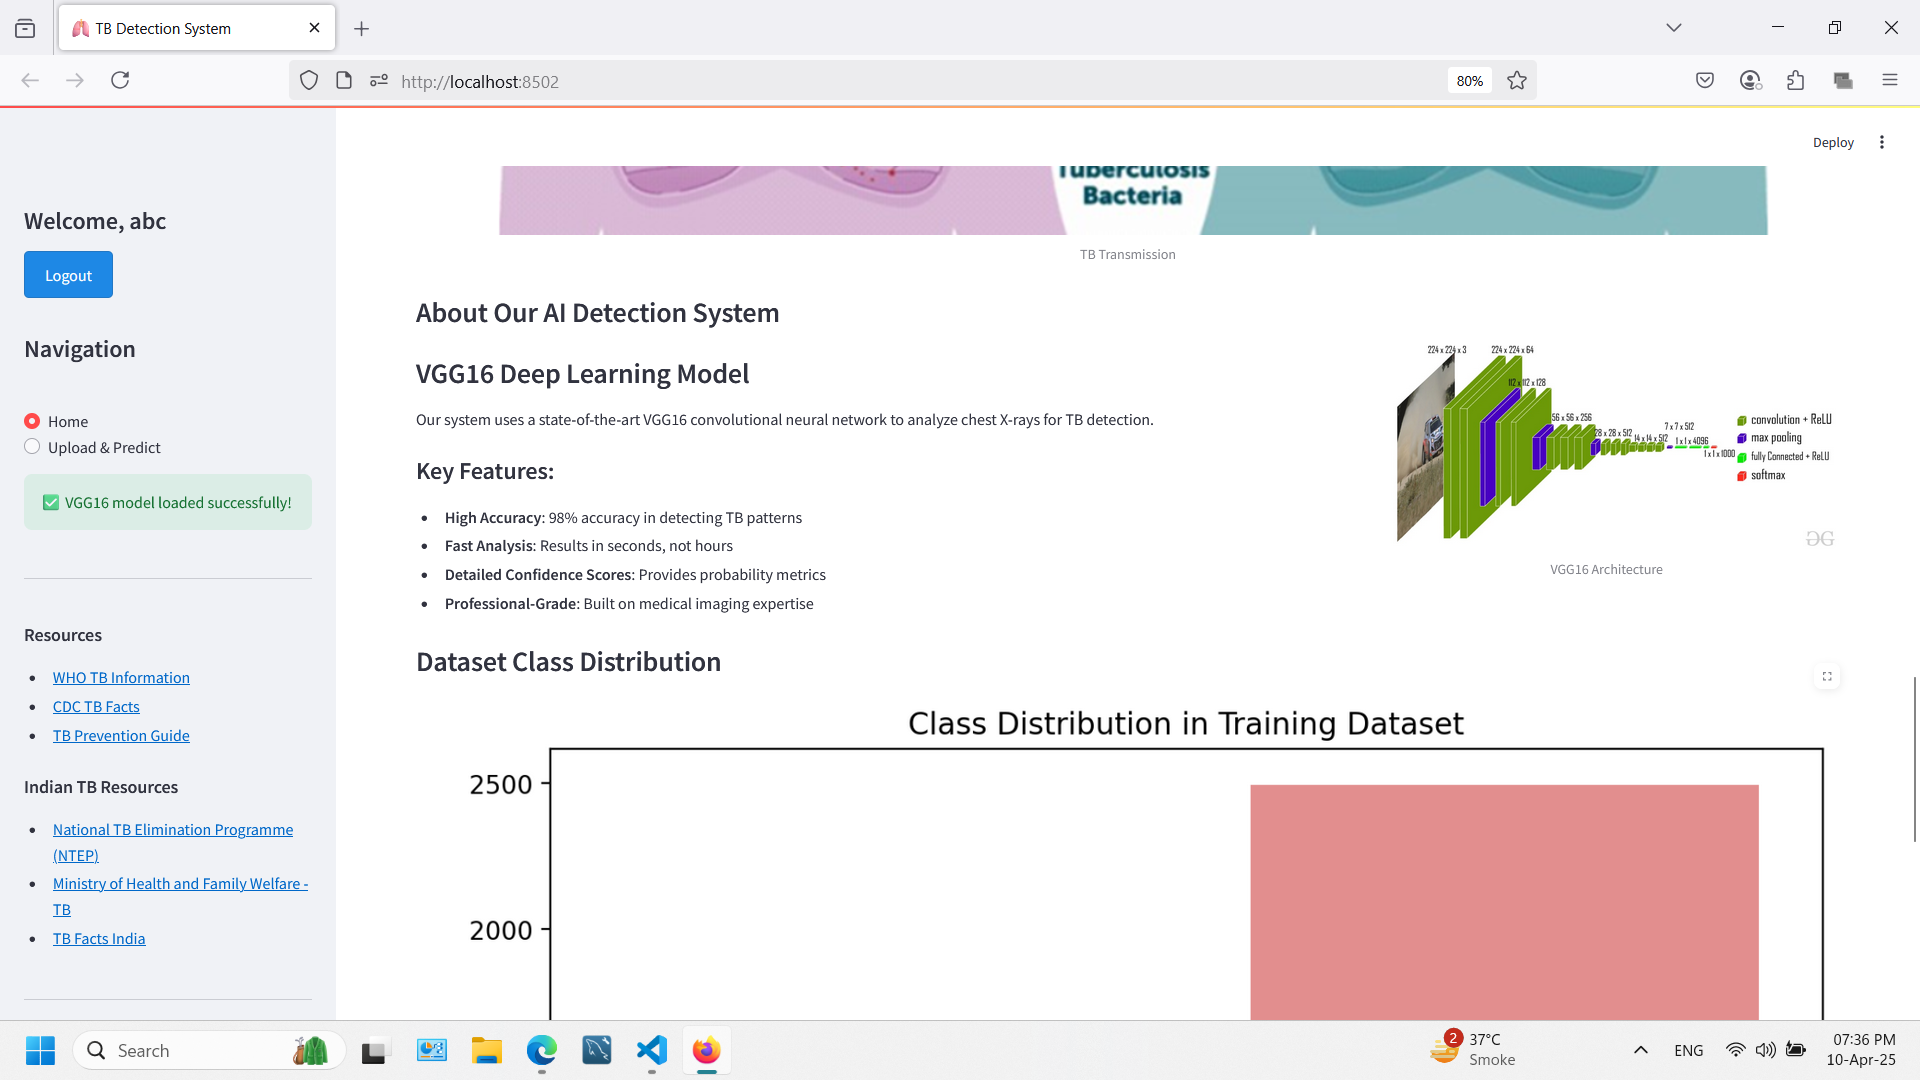 TB Detection System
http://localhost:8502
80%
Deploy
Welcome, abc
Logout
Navigation
Home
Upload & Predict
VGG16 model loaded successfully!
Resources
WHO TB Information
CDC TB Facts
TB Prevention Guide
Indian TB Resources
National TB Elimination Programme
(NTEP)
Ministry of Health and Family Welfare -
TB
TB Facts India
Tuberculosis
Bacteria
TB Transmission
About Our AI Detection System
VGG16 Deep Learning Model
Our system uses a state-of-the-art VGG16 convolutional neural network to analyze chest X-rays for TB detection.
Key Features:
High Accuracy: 98% accuracy in detecting TB patterns
Fast Analysis: Results in seconds, not hours
Detailed Confidence Scores: Provides probability metrics
Professional-Grade: Built on medical imaging expertise
224 x 224 x 3
224 x 224 x 64
112 x 112 x 128
56 x 56 x 256
28 x 28 x 512
14 x 14 x 512
7 x 7 x 512
1 x 1 x 4096
1 x 1 x 1000
convolution + ReLU
max pooling
fully Connected + ReLU
softmax
VGG16 Architecture
Dataset Class Distribution
Class Distribution in Training Dataset
2500
2000
Search
2
37°C
Smoke
ENG
07:36 PM
10-Apr-25